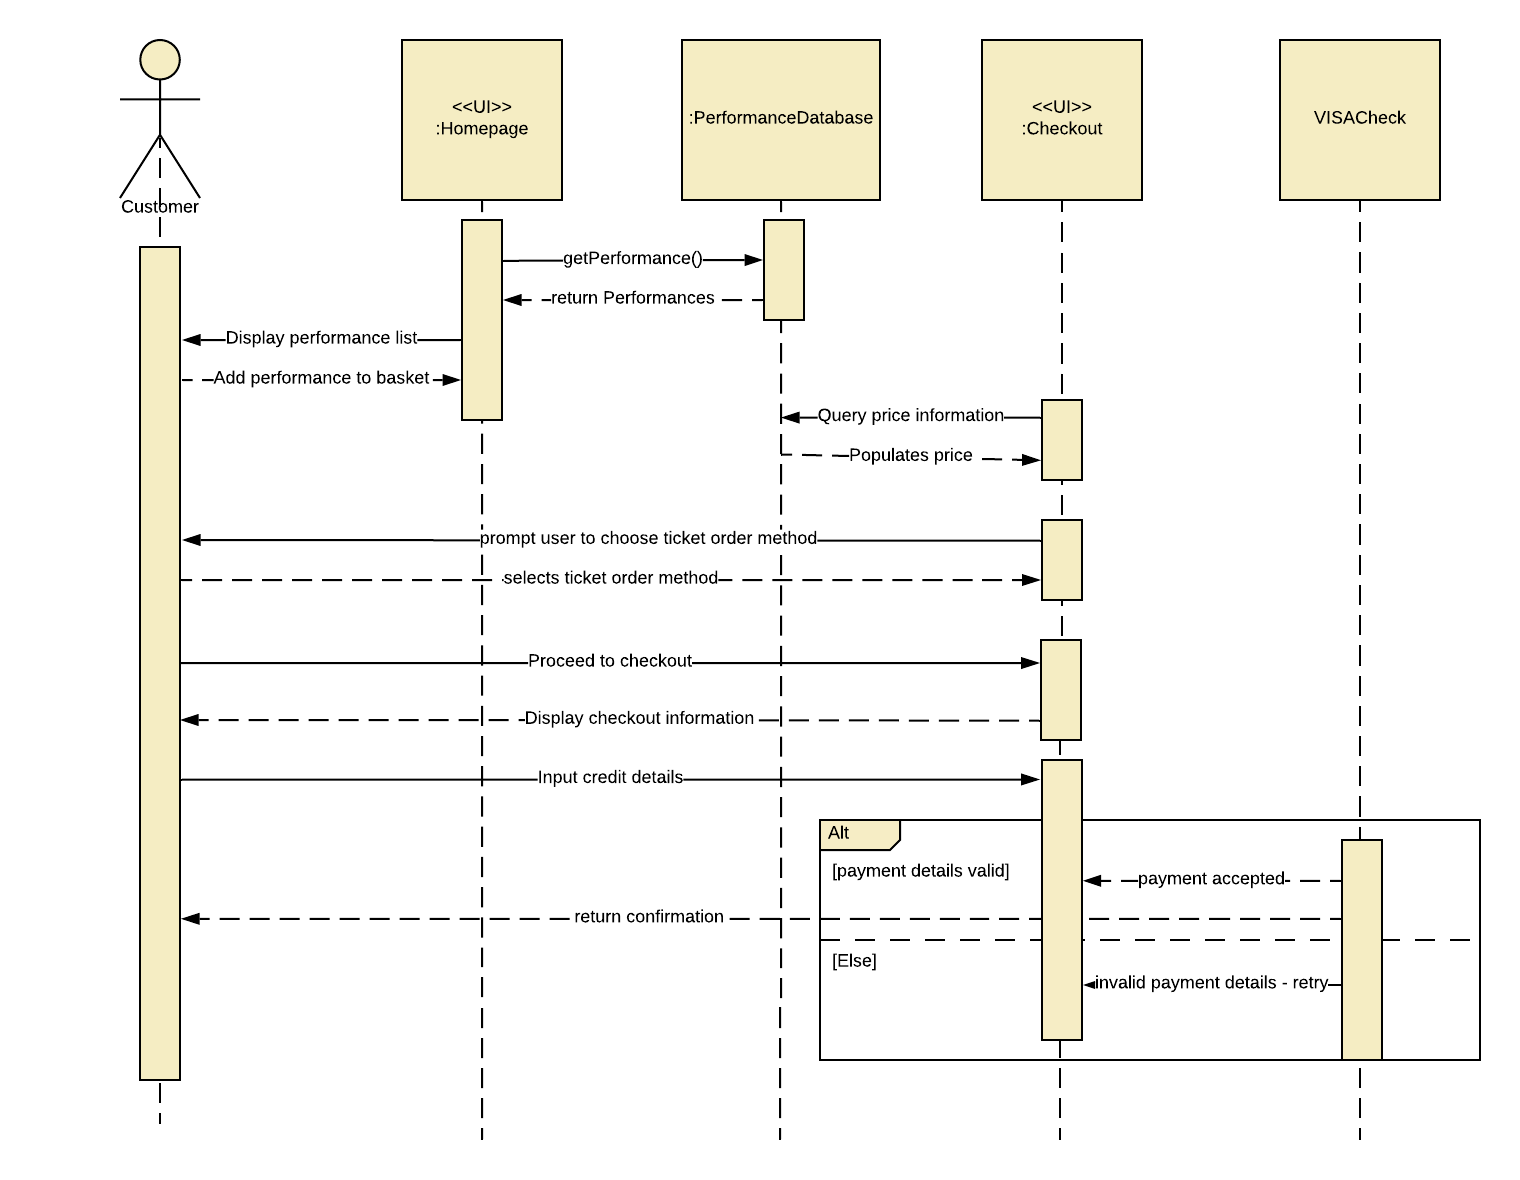 Customer
<<UI>>
:Homepage
:PerformanceDatabase
<<UI>>
:Checkout
VISACheck
getPerformance()
return Performances
Display performance list
Add performance to basket
Query price information
Populates price
prompt user to choose ticket order method
selects ticket order method
Proceed to checkout
Display checkout information
Input credit details
Alt
[payment details valid]
payment accepted
return confirmation
[Else]
invalid payment details - retry